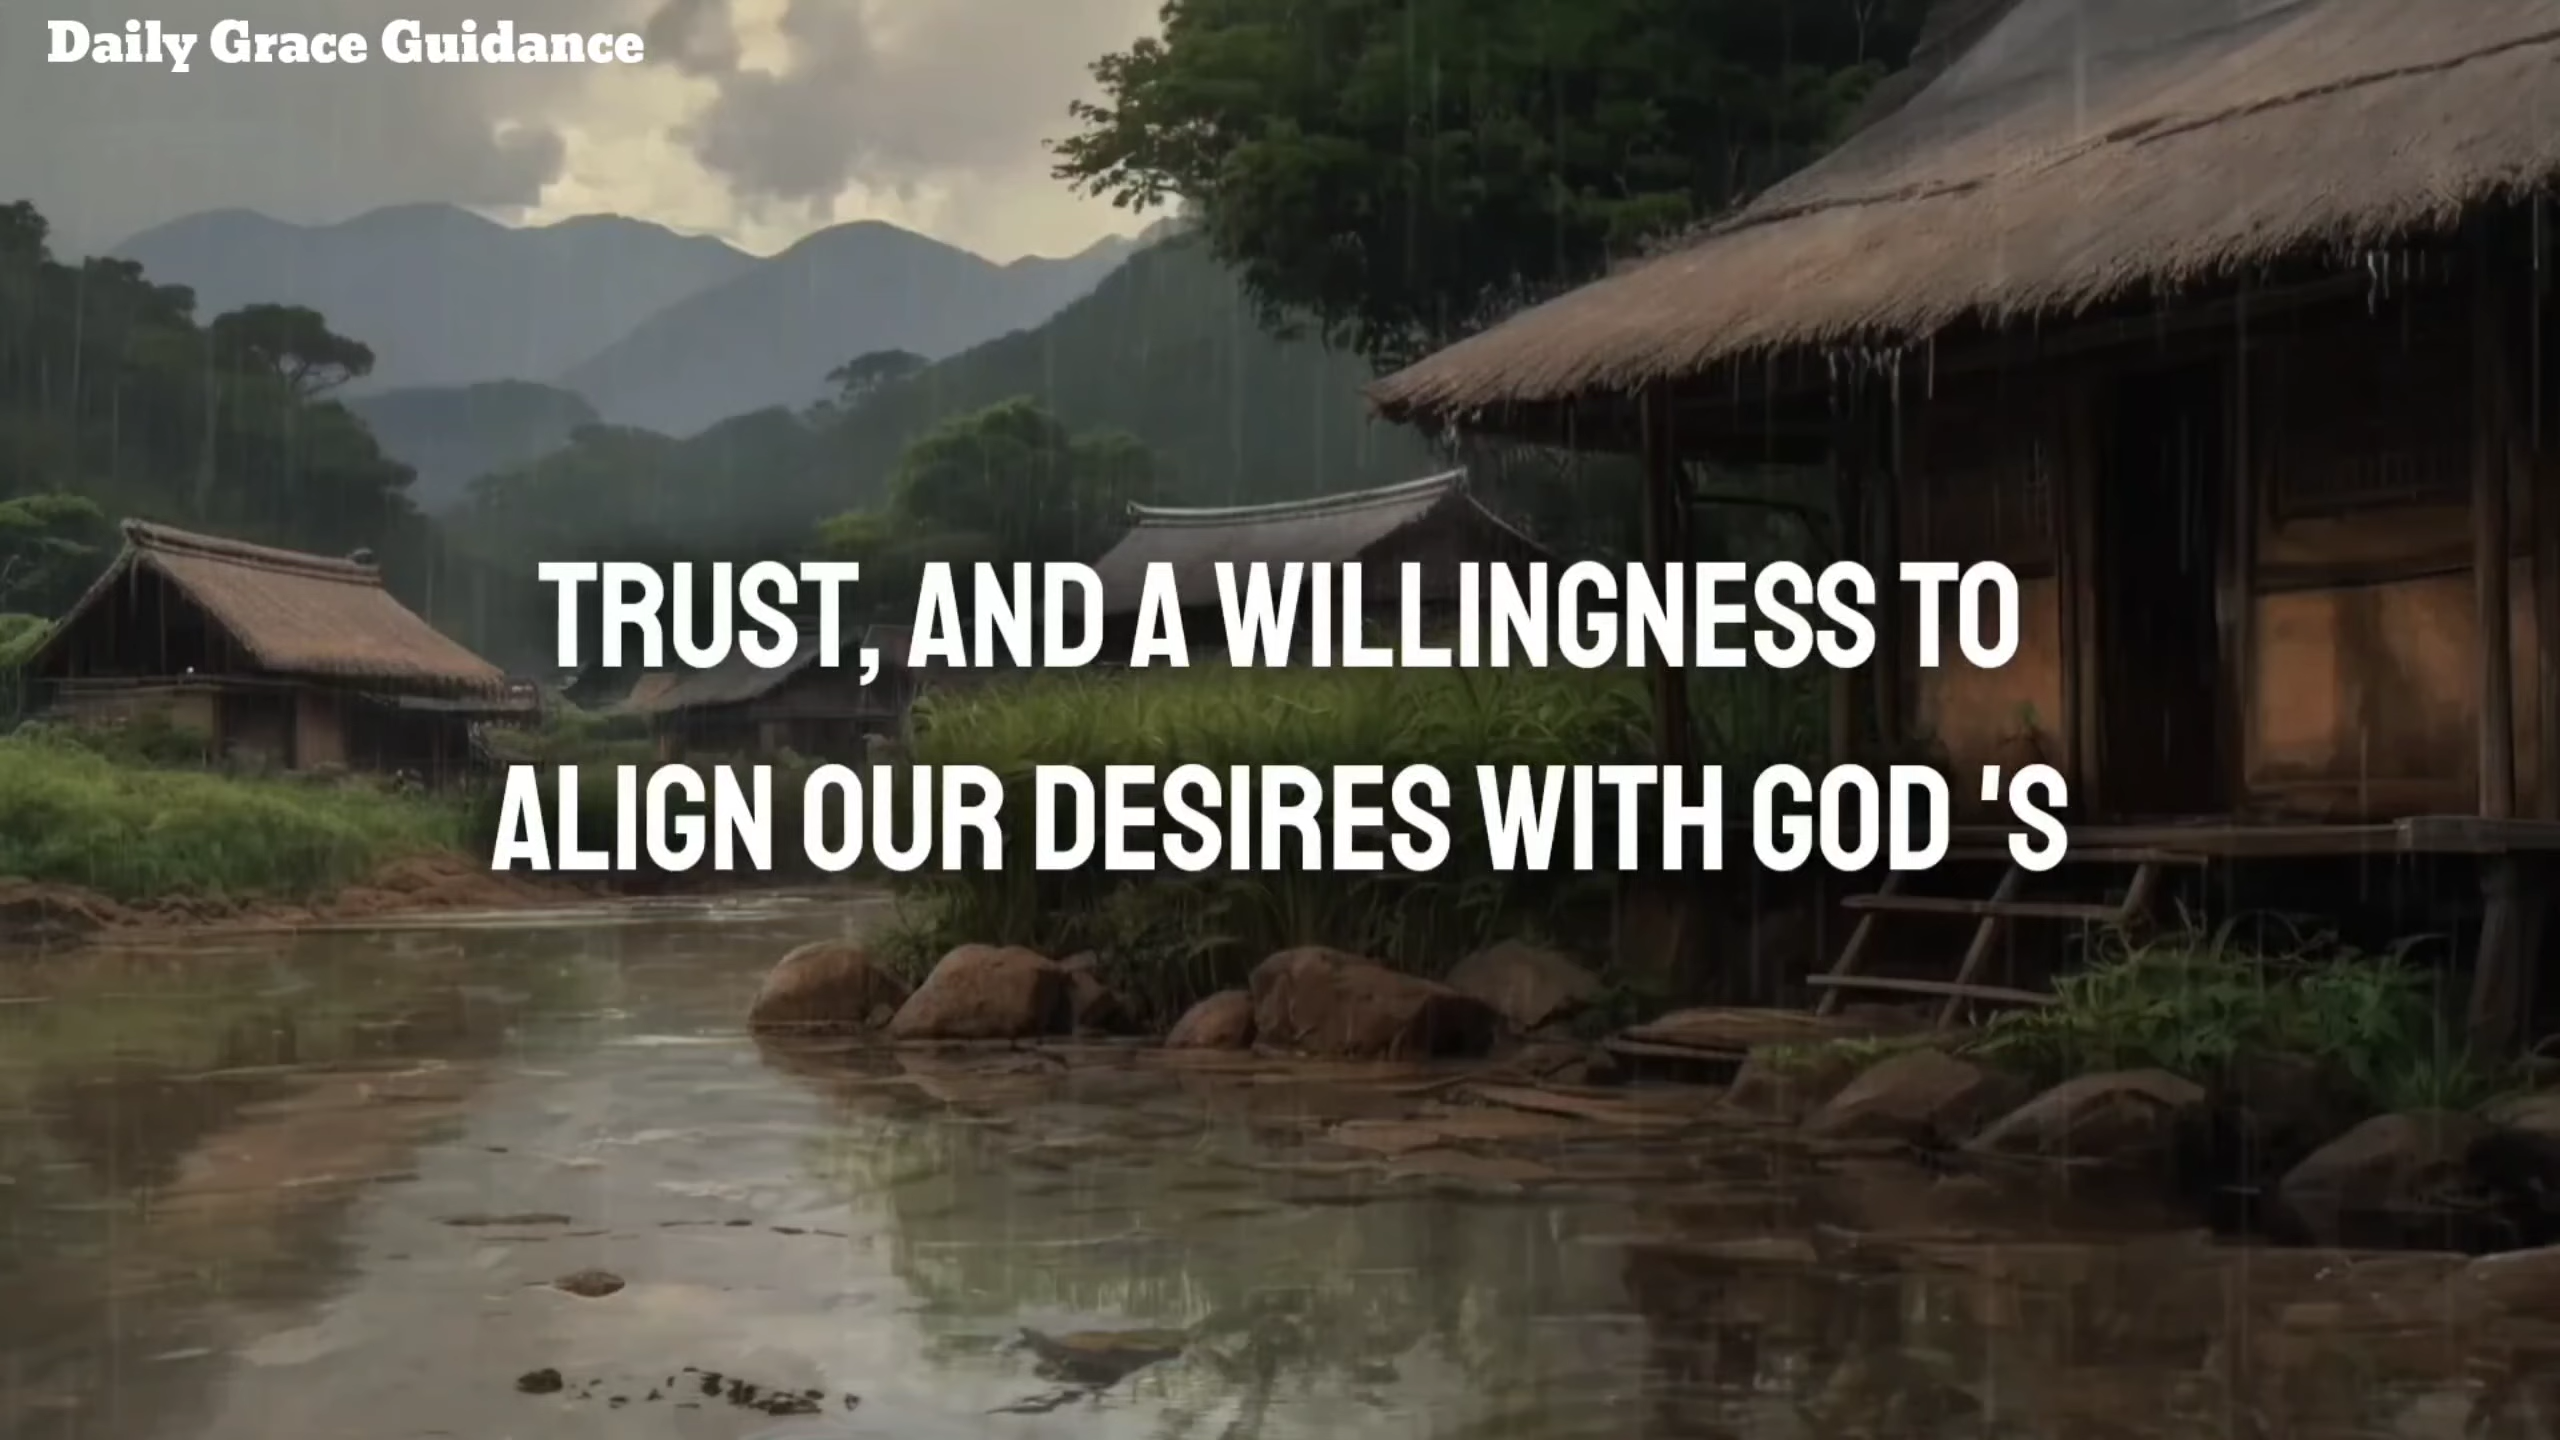 Daily Grace Guidance
TRUST, AND A WILLINGNESS TO
ALIGN OUR DESIRES WITH GOD 'S